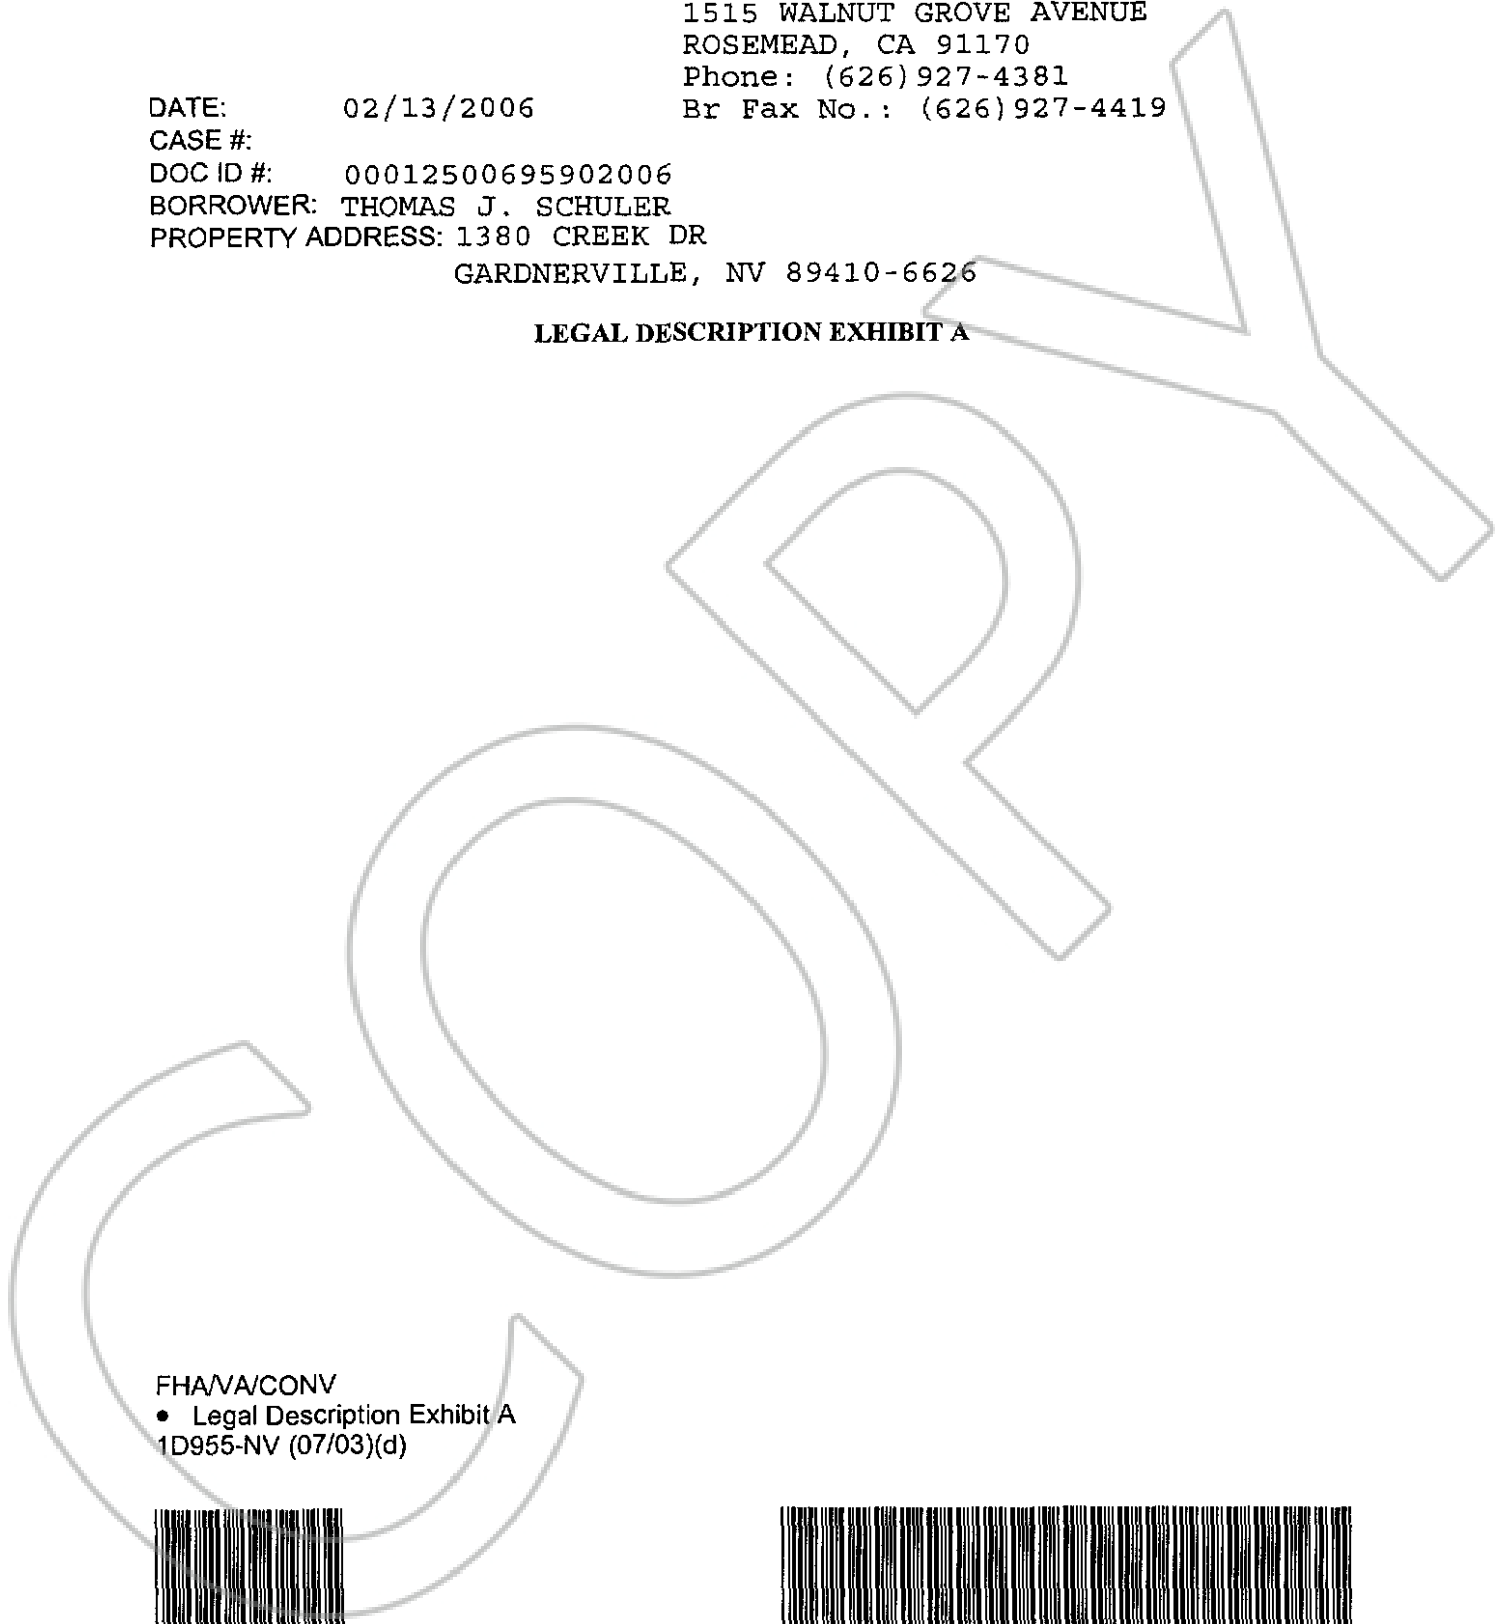 1515 WALNUT GROVE AVENUE
ROSEMEAD, CA 91170
Phone: (626)927-4381
Br Fax No.: (626)927-4419
DATE: 02/13/2006
CASE #:
DOC ID #: 00012500695902006
BORROWER: THOMAS J. SCHULER
PROPERTY ADDRESS: 1380 CREEK DR
GARDNERVILLE, NV 89410-6626
LEGAL DESCRIPTION EXHIBIT A
COPY
FHA/VA/CONV
• Legal Description Exhibit A
1D955-NV (07/03)(d)